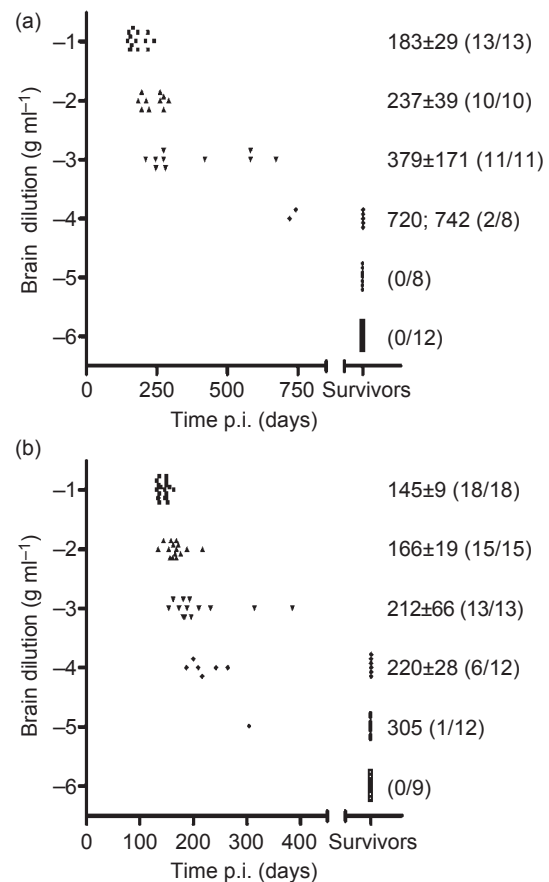 (a)
Brain dilution (g ml⁻¹)
–1 183±29 (13/13)
–2 237±39 (10/10)
–3 379±171 (11/11)
–4 720; 742 (2/8)
–5 (0/8)
–6 (0/12)
0 250 500 750 Survivors
Time p.i. (days)
(b)
Brain dilution (g ml⁻¹)
–1 145±9 (18/18)
–2 166±19 (15/15)
–3 212±66 (13/13)
–4 220±28 (6/12)
–5 305 (1/12)
–6 (0/9)
0 100 200 300 400 Survivors
Time p.i. (days)